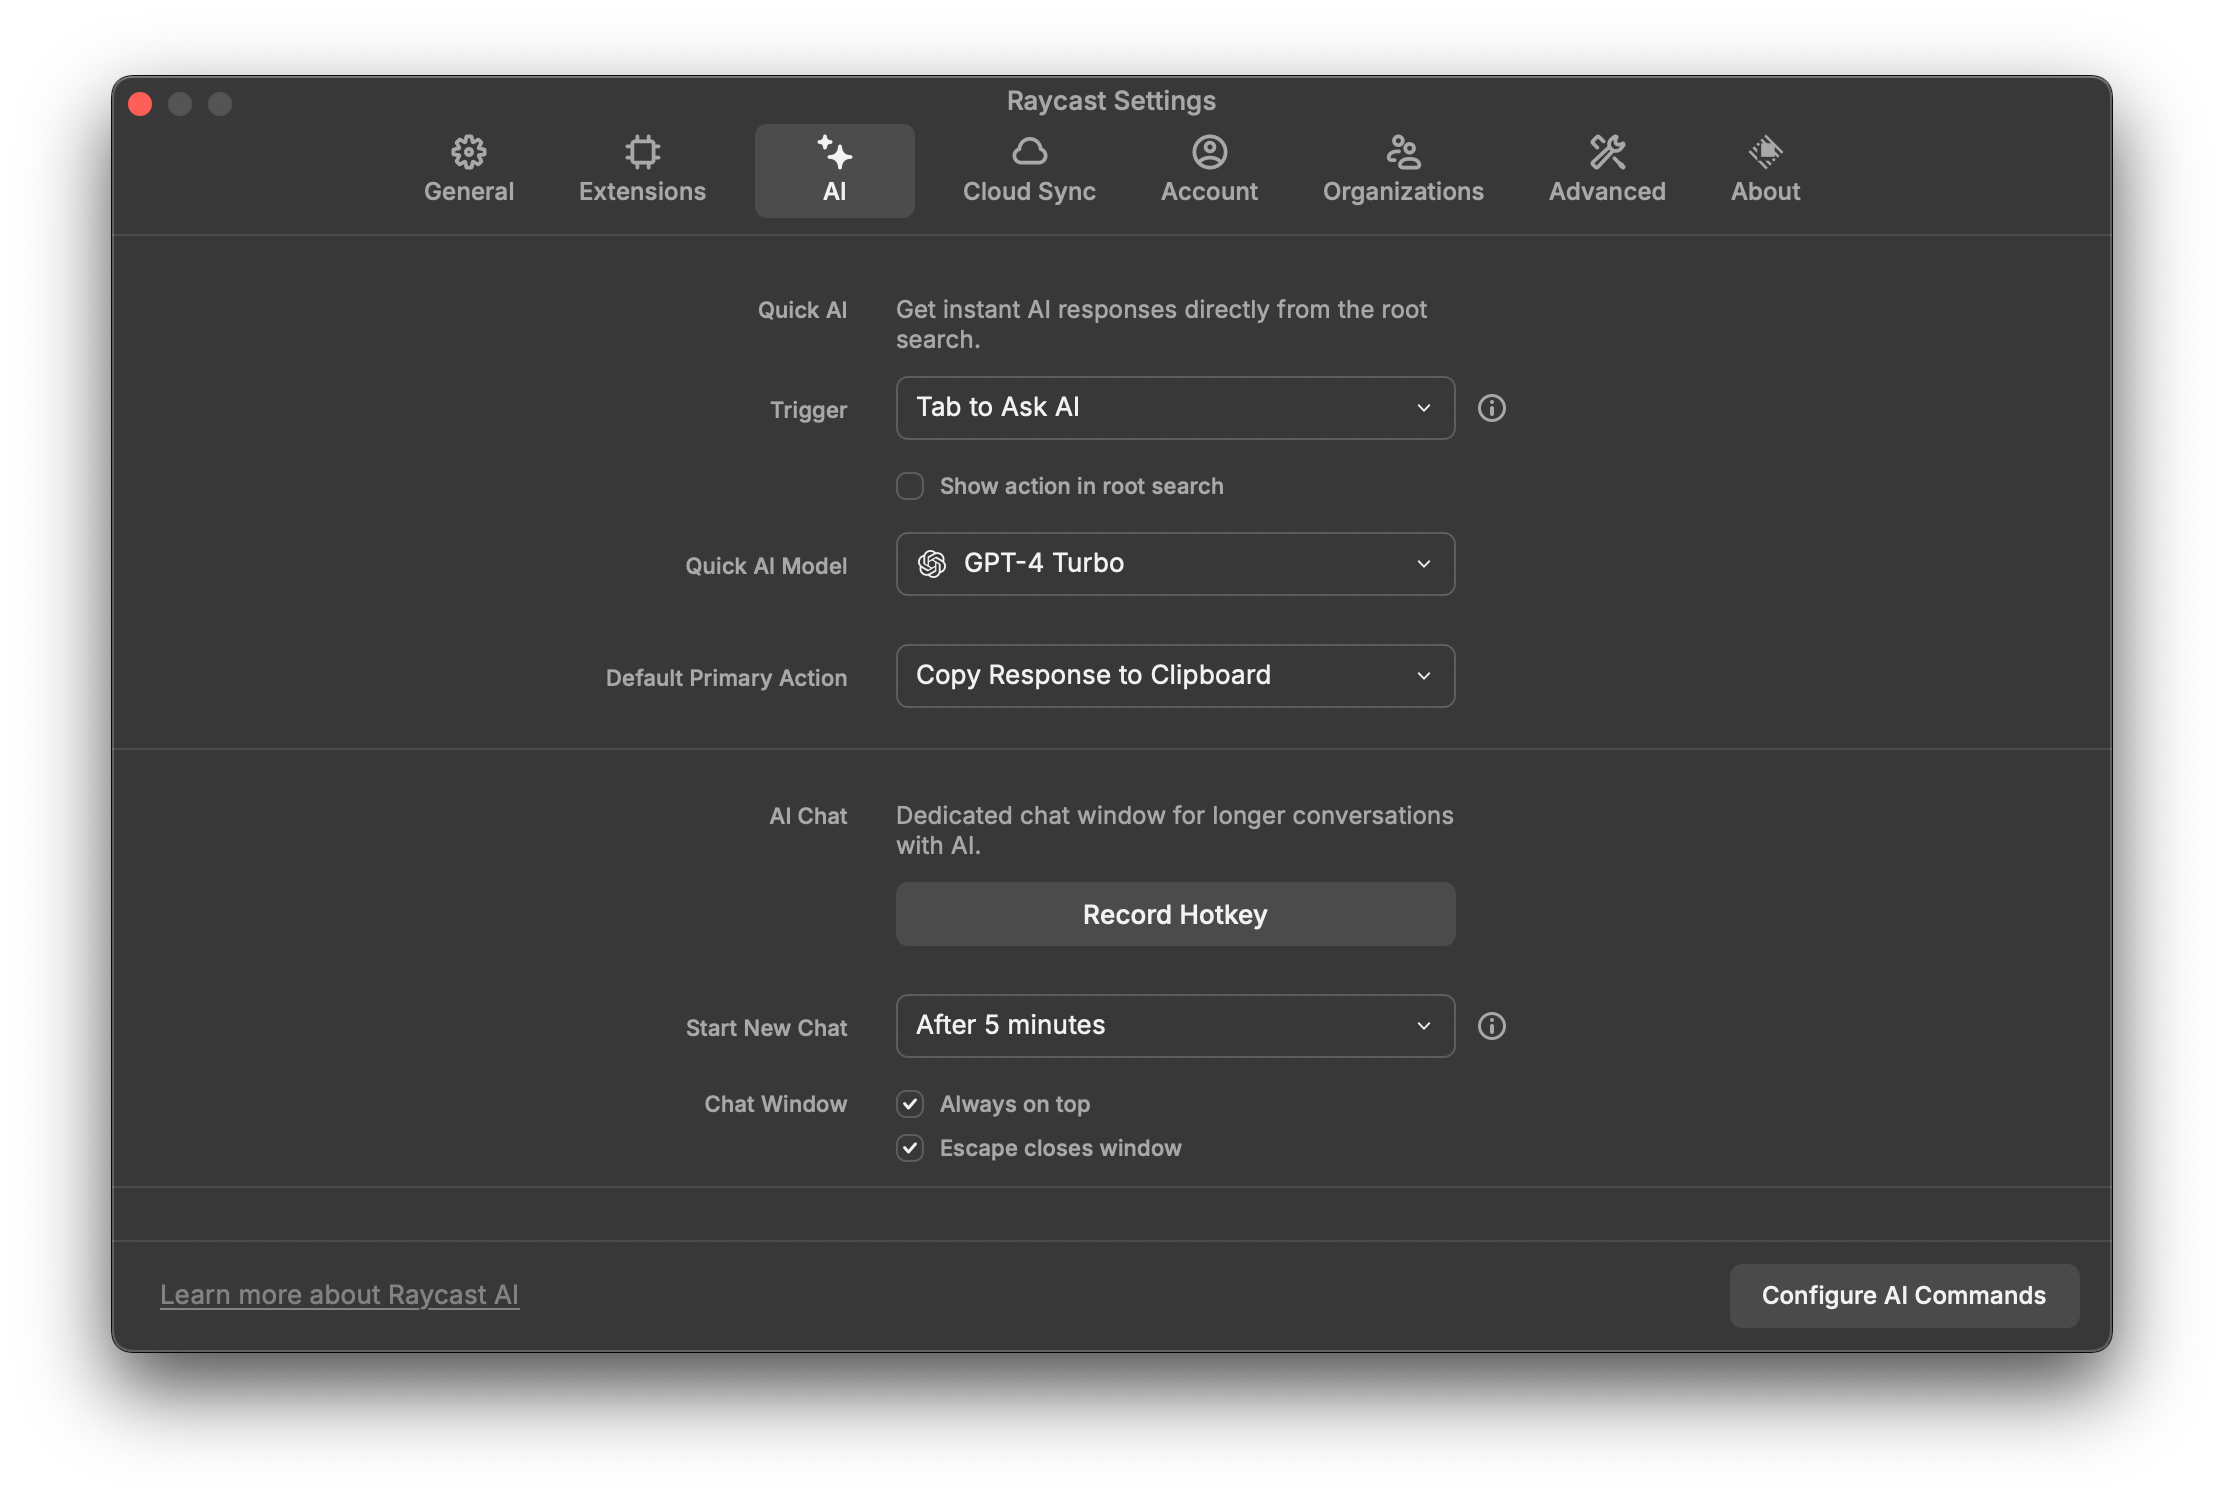 Raycast Settings
General
Extensions
AI
Cloud Sync
Account
Organizations
Advanced
About
Quick AI
Get instant AI responses directly from the root
search.
Trigger
Tab to Ask AI
Show action in root search
Quick AI Model
GPT-4 Turbo
Default Primary Action
Copy Response to Clipboard
AI Chat
Dedicated chat window for longer conversations
with AI.
Record Hotkey
Start New Chat
After 5 minutes
Chat Window
Always on top
Escape closes window
Learn more about Raycast AI
Configure AI Commands